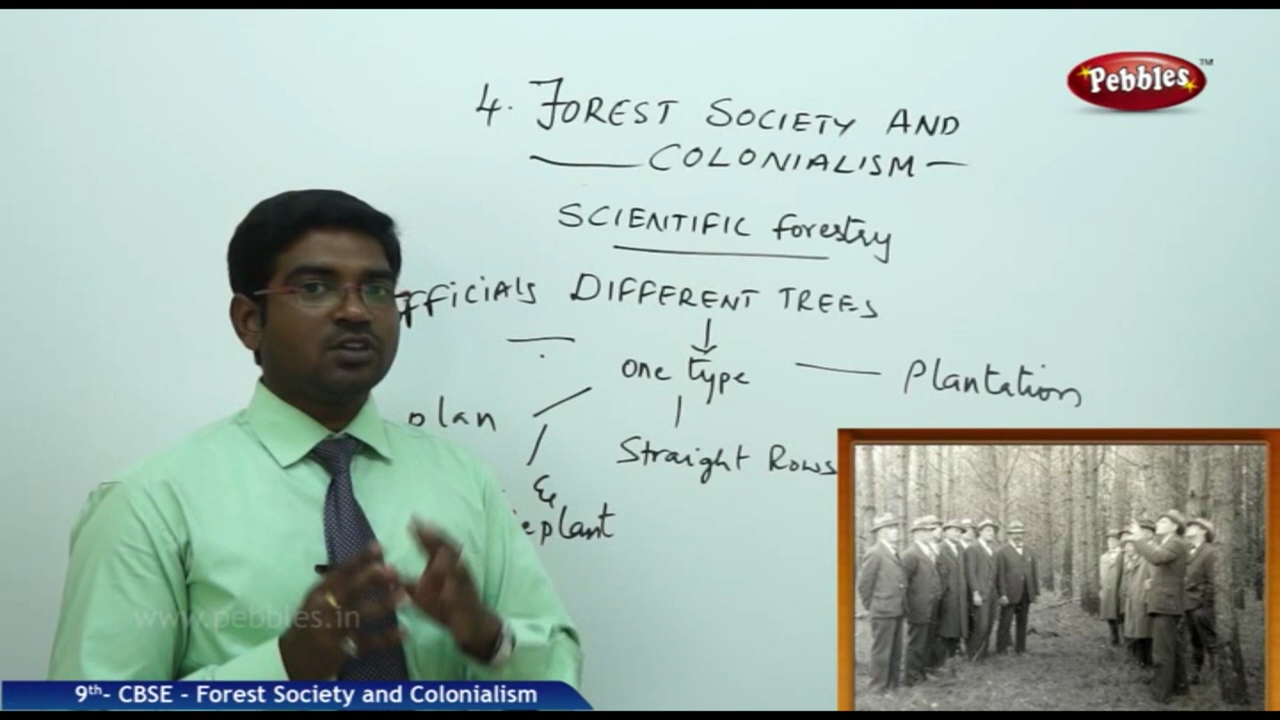 Pebbles™
4. FOREST SOCIETY AND
COLONIALISM
SCIENTIFIC forestry
fficials DIFFERENT TREES
One type
Plantation
plan
Straight Rows
&
eplant
www.pebbles.in
9th- CBSE - Forest Society and Colonialism